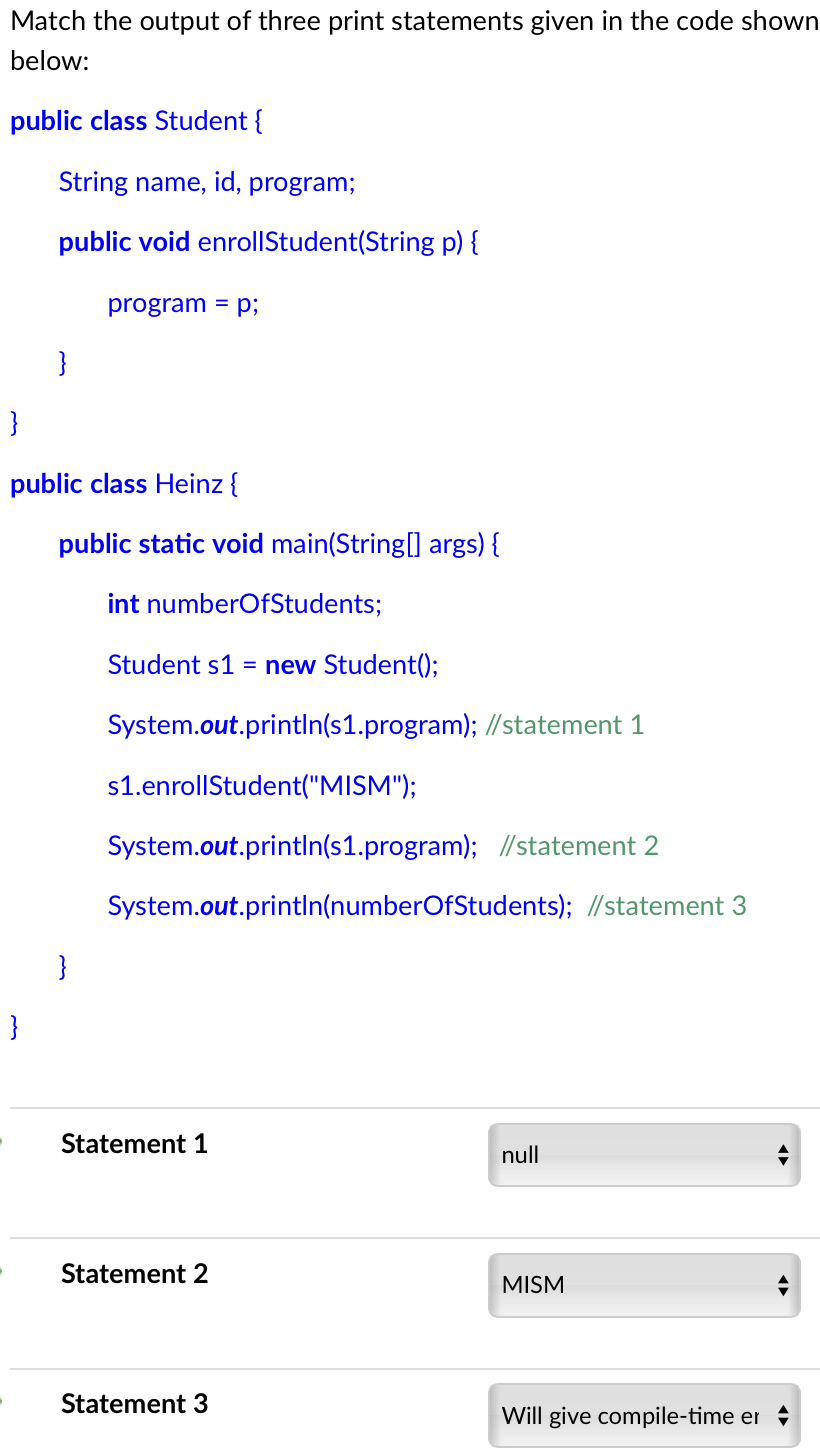 Match the output of three print statements given in the code shown
below:
public class Student {
String name, id, program;
public void enrollStudent(String p) {
program = p;
}
}
public class Heinz {
public static void main(String[] args) {
int numberOfStudents;
Student s1 = new Student();
System.out.println(s1.program); //statement 1
s1.enrollStudent("MISM");
System.out.println(s1.program); //statement 2
System.out.println(numberOfStudents); //statement 3
}
}
Statement 1 null
Statement 2 MISM
Statement 3 Will give compile-time er